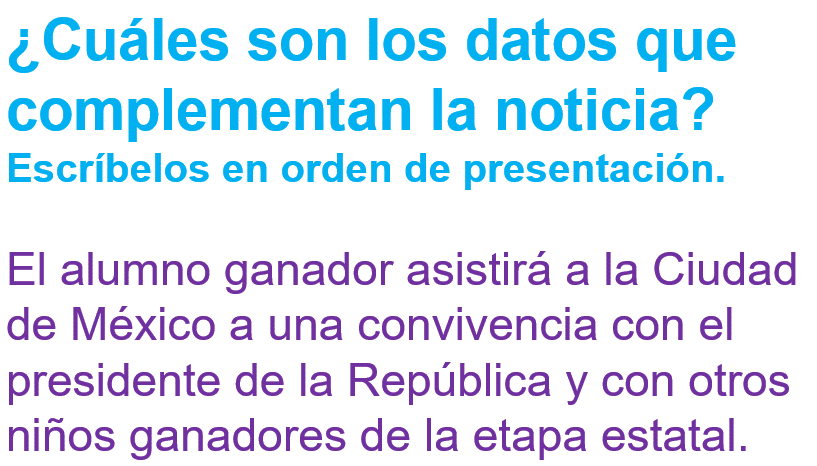 ¿Cuáles son los datos que
complementan la noticia?
Escríbelos en orden de presentación.
El alumno ganador asistirá a la Ciudad
de México a una convivencia con el
presidente de la República y con otros
niños ganadores de la etapa estatal.